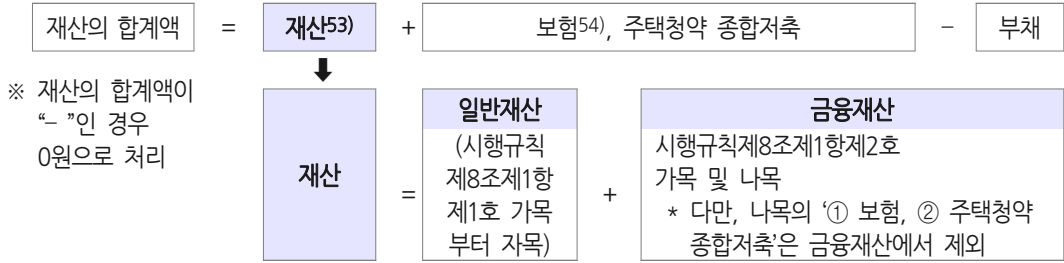 재산의 합계액 = 재산53) + 보험54), 주택청약 종합저축 - 부채
※ 재산의 합계액이
“- ”인 경우
0원으로 처리
재산 =
일반재산
(시행규칙
제8조제1항
제1호 가목
부터 자목)
+
금융재산
시행규칙제8조제1항제2호
가목 및 나목
* 다만, 나목의 ‘① 보험, ② 주택청약
종합저축’은 금융재산에서 제외